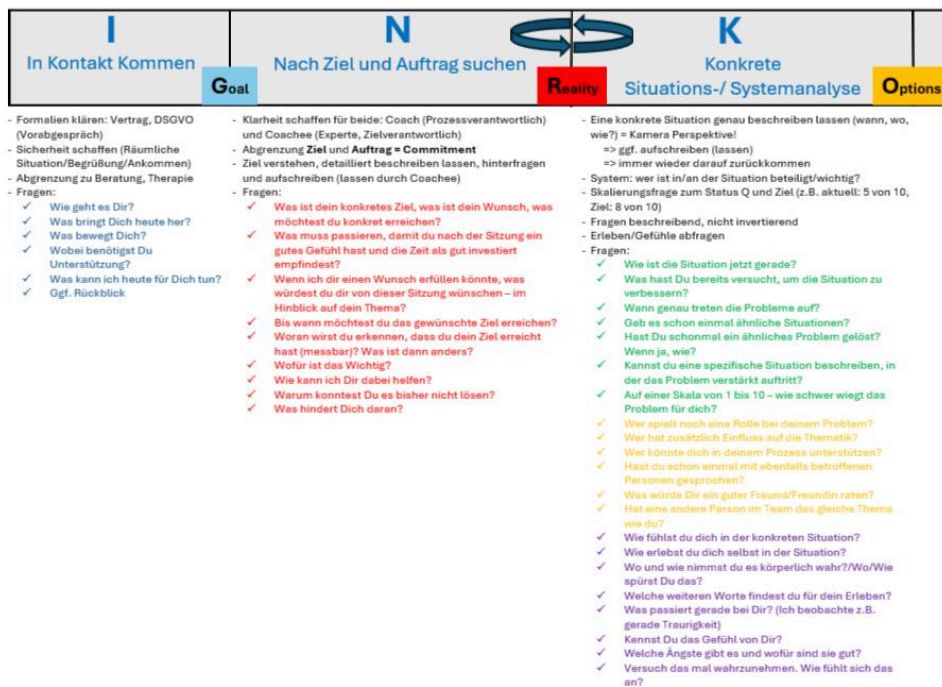 I
In Kontakt Kommen
Goal
N
Nach Ziel und Auftrag suchen
Reality
K
Konkrete
Situations-/ Systemanalyse
Options
- Formalien klären: Vertrag, DSGVO
(Vorabgespräch)
- Sicherheit schaffen (Räumliche
Situation/Begrüßung/Ankommen)
- Abgrenzung zu Beratung, Therapie
- Fragen:
✓ Wie geht es Dir?
✓ Was bringt Dich heute her?
✓ Was bewegt Dich?
✓ Wobei benötigst Du
Unterstützung?
✓ Was kann ich heute für Dich tun?
✓ Ggf. Rückblick
- Klarheit schaffen für beide: Coach (Prozessverantwortlich)
und Coachee (Experte, Zielverantwortlich)
- Abgrenzung Ziel und Auftrag = Commitment
- Ziel verstehen, detailliert beschreiben lassen, hinterfragen
und aufschreiben (lassen durch Coachee)
- Fragen:
✓ Was ist dein konkretes Ziel, was ist dein Wunsch, was
möchtest du konkret erreichen?
✓ Was muss passieren, damit du nach der Sitzung ein
gutes Gefühl hast und die Zeit als gut investiert
empfindest?
✓ Wenn ich dir einen Wunsch erfüllen könnte, was
würdest du dir von dieser Sitzung wünschen – im
Hinblick auf dein Thema?
✓ Bis wann möchtest du das gewünschte Ziel erreichen?
✓ Woran wirst du erkennen, dass du dein Ziel erreicht
hast (messbar)? Was ist dann anders?
✓ Wofür ist das Wichtig?
✓ Wie kann ich Dir dabei helfen?
✓ Warum konntest Du es bisher nicht lösen?
✓ Was hindert Dich daran?
- Eine konkrete Situation genau beschreiben lassen (wann, wo,
wie?) = Kamera Perspektive!
=> ggf. aufschreiben (lassen)
=> immer wieder darauf zurückkommen
- System: wer ist in/an der Situation beteiligt/wichtig?
- Skalierungsfrage zum Status Q und Ziel (z.B. aktuell: 5 von 10,
Ziel: 8 von 10)
- Fragen beschreibend, nicht invertierend
- Erleben/Gefühle abfragen
- Fragen:
✓ Wie ist die Situation jetzt gerade?
✓ Was hast Du bereits versucht, um die Situation zu
verbessern?
✓ Wann genau treten die Probleme auf?
✓ Gab es schon einmal ähnliche Situationen?
✓ Hast Du schonmal ein ähnliches Problem gelöst?
Wenn ja, wie?
✓ Kannst du eine spezifische Situation beschreiben, in
der das Problem verstärkt auftritt?
✓ Auf einer Skala von 1 bis 10 – wie schwer wiegt das
Problem für dich?
✓ Wer spielt noch eine Rolle bei deinem Problem?
✓ Wer hat zusätzlich Einfluss auf die Thematik?
✓ Wer könnte dich in deinem Prozess unterstützen?
✓ Hast du schon einmal mit ebenfalls betroffenen
Personen gesprochen?
✓ Was würde Dir ein guter Freund/Freundin raten?
✓ Hat eine andere Person im Team das gleiche Thema
wie du?
✓ Wie fühlst du dich in der konkreten Situation?
✓ Wie erlebst du dich selbst in der Situation?
✓ Wo und wie nimmst du es körperlich wahr?/Wo/Wie
spürst Du das?
✓ Welche weiteren Worte findest du für dein Erleben?
✓ Was passiert gerade bei Dir? (Ich beobachte z.B.
gerade Traurigkeit)
✓ Kennst Du das Gefühl von Dir?
✓ Welche Ängste gibt es und wofür sind sie gut?
✓ Versuch das mal wahrzunehmen. Wie fühlt sich das
an?